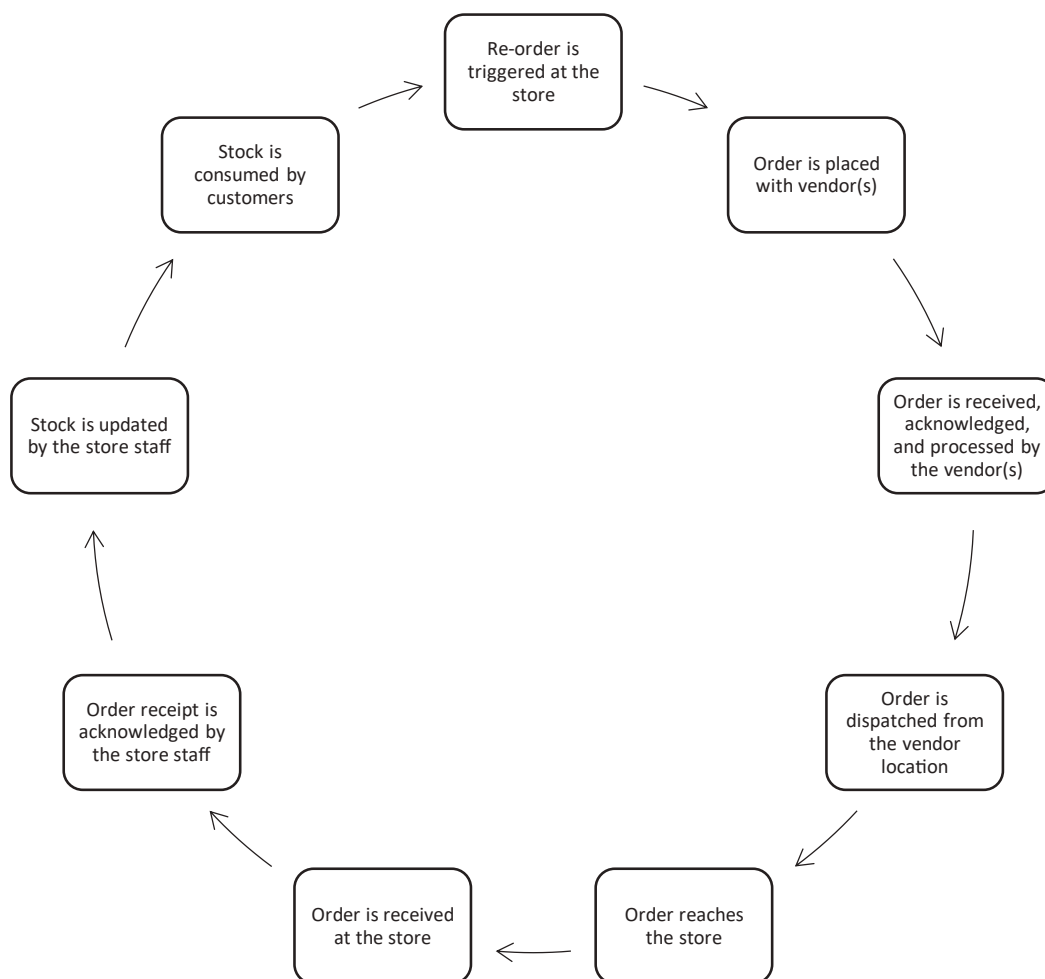 Re-order is
triggered at the
store
Order is placed
with vendor(s)
Order is received,
acknowledged,
and processed by
the vendor(s)
Order is
dispatched from
the vendor
location
Order reaches
the store
Order is received
at the store
Order receipt is
acknowledged by
the store staff
Stock is updated
by the store staff
Stock is
consumed by
customers